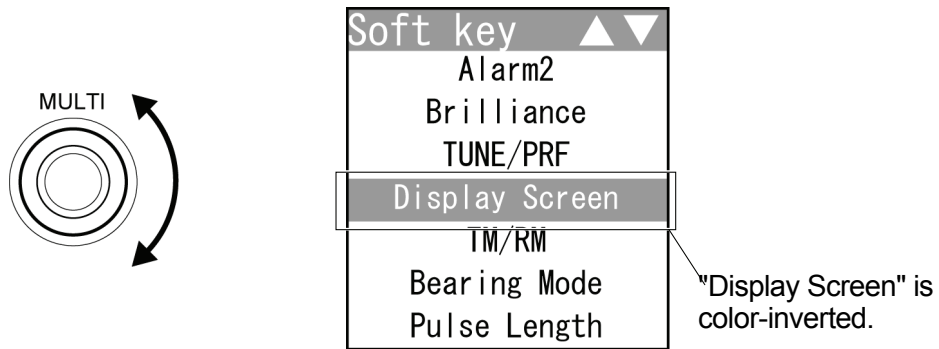 MULTI
Soft key ▲▼
Alarm2
Brilliance
TUNE/PRF
Display Screen
TM/RM
Bearing Mode
Pulse Length
"Display Screen" is
color-inverted.